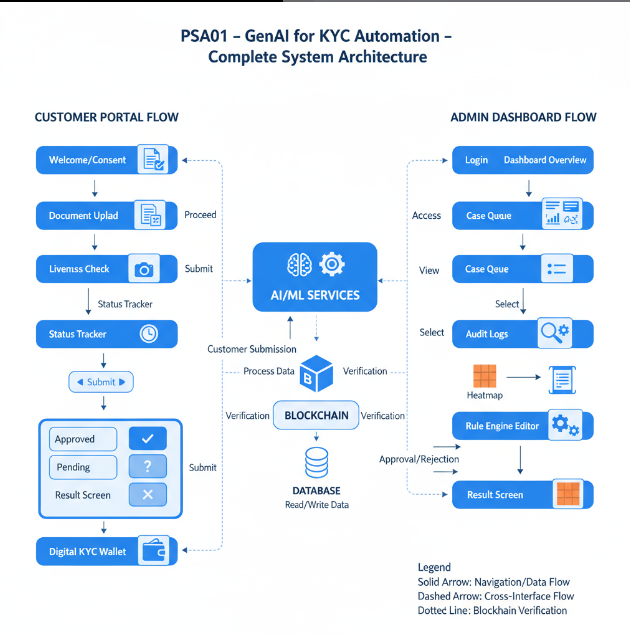 PSA01 – GenAI for KYC Automation –
Complete System Architecture
CUSTOMER PORTAL FLOW
Welcome/Consent
Document Uplad
Proceed
Livemss Check
Submit
Status Tracker
Status Tracker
◀ Submit ▶
Approved
Pending
?
Result Screen
Submit
Digital KYC Wallet
AI/ML SERVICES
Customer Submission
Process Data
B
Verification
Verification
BLOCKCHAIN
Verification
DATABASE
Read/Write Data
ADMIN DASHBOARD FLOW
Login Dashboard Overview
Access
Case Queue
View
Case Qeue
Select
Select
Audit Logs
Heatmap
Rule Engine Editor
Approval/Rejection
Result Screen
Legend
Solid Arrow: Navigation/Data Flow
Dashed Arrow: Cross-Interface Flow
Dotted Line: Blockhain Verification